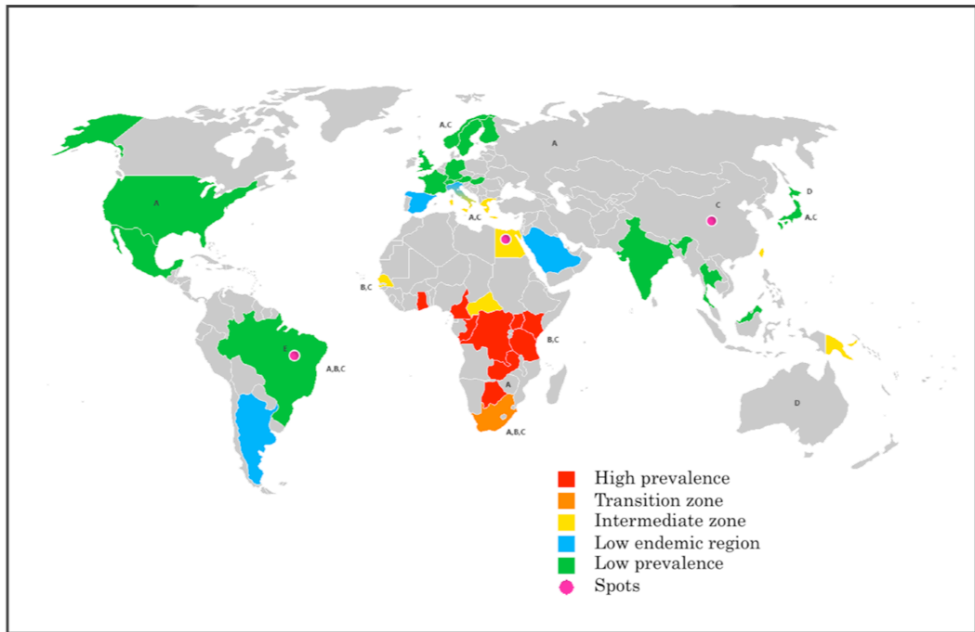 A,C
A
D
C
A
A,C
A,C
B,C
E
A,B,C
B,C
A
D
A,B,C
High prevalence
Transition zone
Intermediate zone
Low endemic region
Low prevalence
Spots